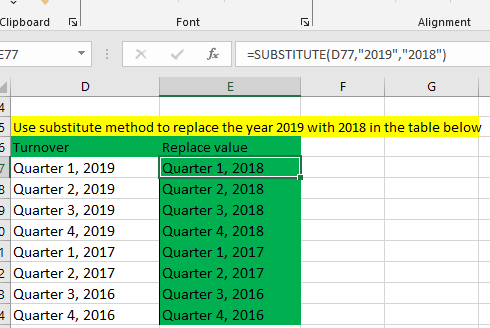 Clipboard Font Alignment
E77 fx =SUBSTITUTE(D77,"2019","2018")
D E F G
4
5 Use substitute method to replace the year 2019 with 2018 in the table below
6 Turnover Replace value
7 Quarter 1, 2019 Quarter 1, 2018
8 Quarter 2, 2019 Quarter 2, 2018
9 Quarter 3, 2019 Quarter 3, 2018
0 Quarter 4, 2019 Quarter 4, 2018
1 Quarter 1, 2017 Quarter 1, 2017
2 Quarter 2, 2017 Quarter 2, 2017
3 Quarter 3, 2016 Quarter 3, 2016
4 Quarter 4, 2016 Quarter 4, 2016